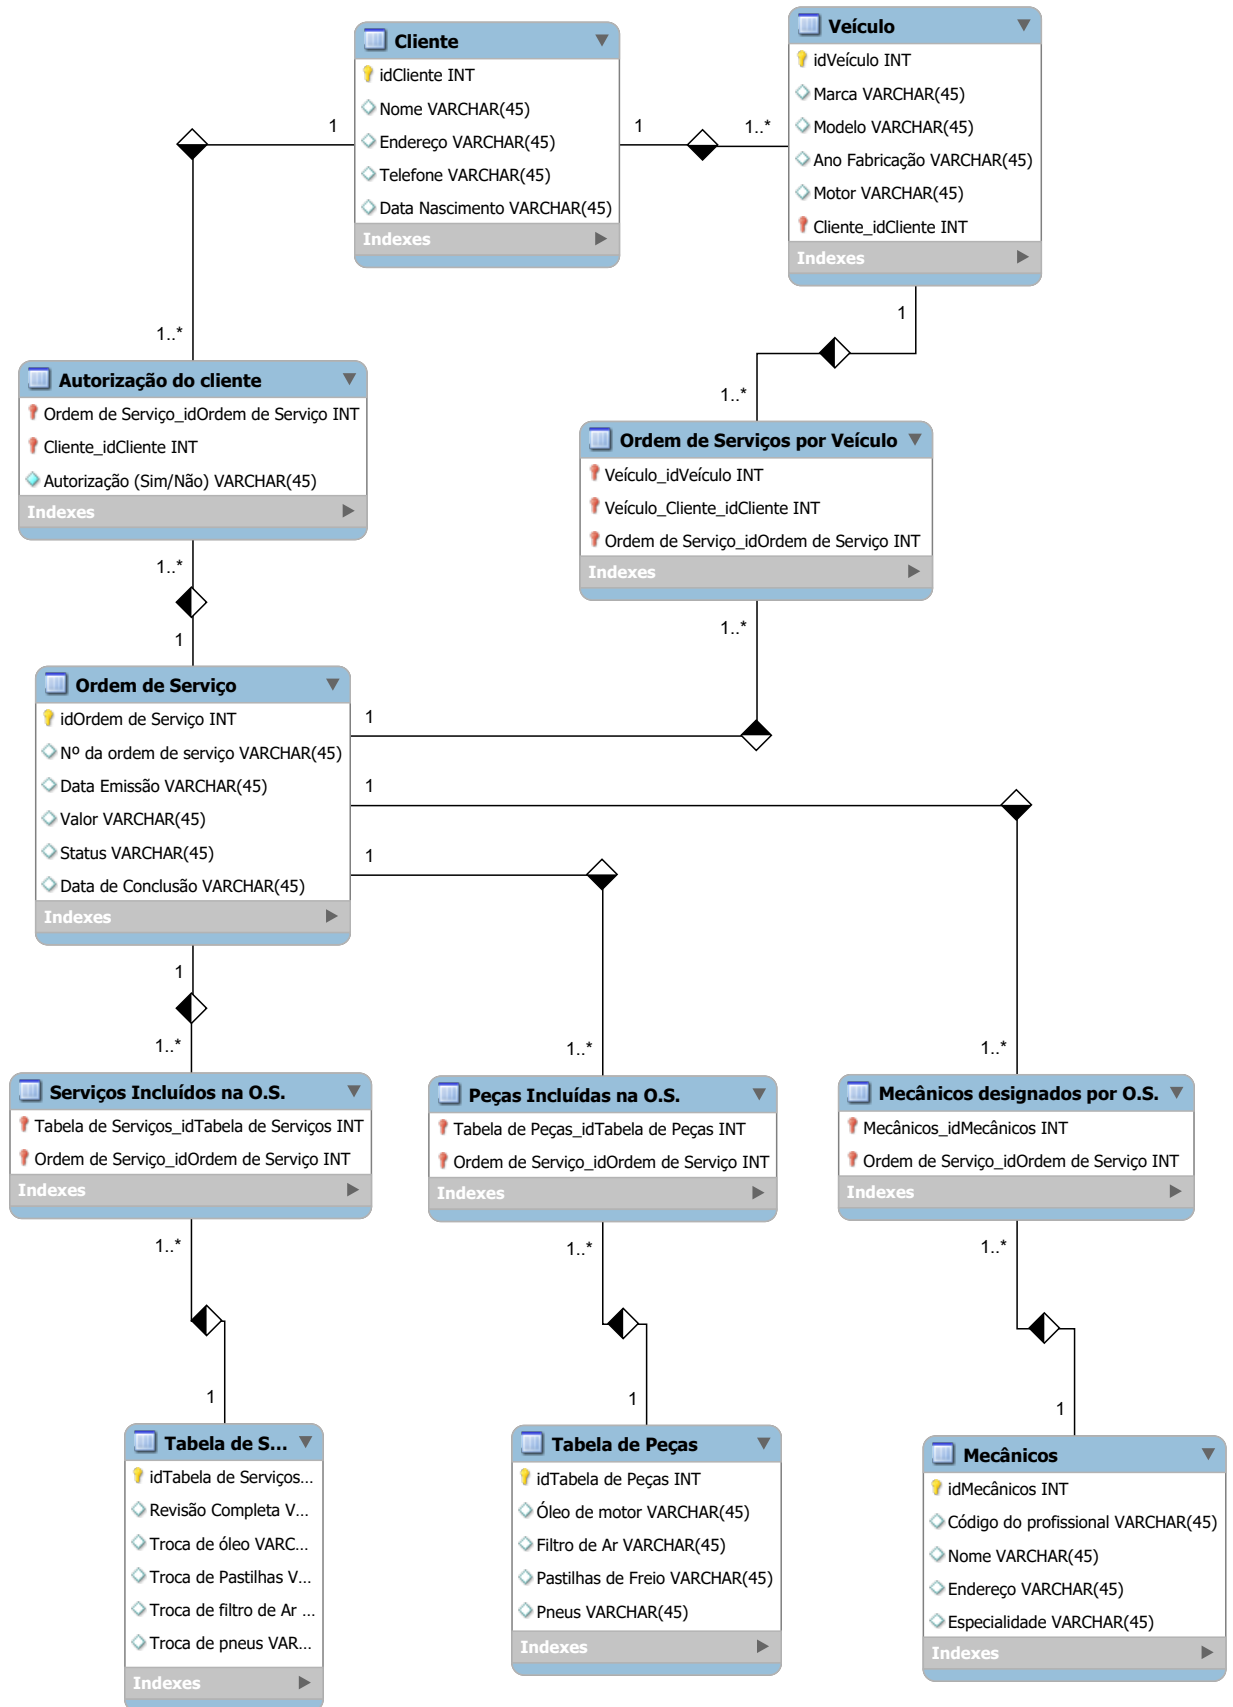 Cliente
idCliente INT
Nome VARCHAR(45)
Endereço VARCHAR(45)
Telefone VARCHAR(45)
Data Nascimento VARCHAR(45)
Indexes
Veículo
idVeículo INT
Marca VARCHAR(45)
Modelo VARCHAR(45)
Ano Fabricação VARCHAR(45)
Motor VARCHAR(45)
Cliente_idCliente INT
Indexes
1
1
1..*
1..*
1
1..*
Autorização do cliente
Ordem de Serviço_idOrdem de Serviço INT
Cliente_idCliente INT
Autorização (Sim/Não) VARCHAR(45)
Indexes
Ordem de Serviços por Veículo
Veículo_idVeículo INT
Veículo_Cliente_idCliente INT
Ordem de Serviço_idOrdem de Serviço INT
Indexes
1..*
1
1..*
Ordem de Serviço
idOrdem de Serviço INT
Nº da ordem de serviço VARCHAR(45)
Data Emissão VARCHAR(45)
Valor VARCHAR(45)
Status VARCHAR(45)
Data de Conclusão VARCHAR(45)
Indexes
1
1
1
1
1..*
1..*
1..*
Serviços Incluídos na O.S.
Tabela de Serviços_idTabela de Serviços INT
Ordem de Serviço_idOrdem de Serviço INT
Indexes
Peças Incluídas na O.S.
Tabela de Peças_idTabela de Peças INT
Ordem de Serviço_idOrdem de Serviço INT
Indexes
Mecânicos designados por O.S.
Mecânicos_idMecânicos INT
Ordem de Serviço_idOrdem de Serviço INT
Indexes
1..*
1..*
1..*
1
1
1
Tabela de S...
idTabela de Serviços...
Revisão Completa V...
Troca de óleo VARC...
Troca de Pastilhas V...
Troca de filtro de Ar ...
Troca de pneus VAR...
Indexes
Tabela de Peças
idTabela de Peças INT
Óleo de motor VARCHAR(45)
Filtro de Ar VARCHAR(45)
Pastilhas de Freio VARCHAR(45)
Pneus VARCHAR(45)
Indexes
Mecânicos
idMecânicos INT
Código do profissional VARCHAR(45)
Nome VARCHAR(45)
Endereço VARCHAR(45)
Especialidade VARCHAR(45)
Indexes